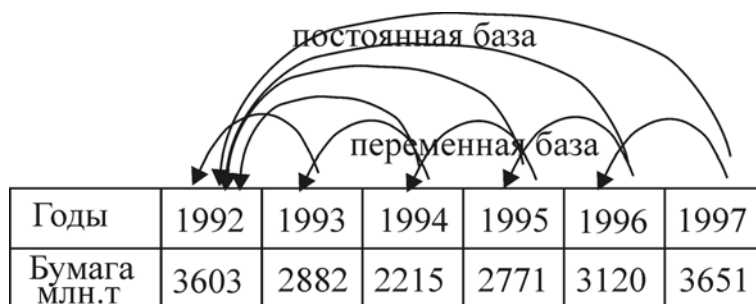 постоянная база
переменная база
Годы 1992 1993 1994 1995 1996 1997
Бумага
млн.т 3603 2882 2215 2771 3120 3651